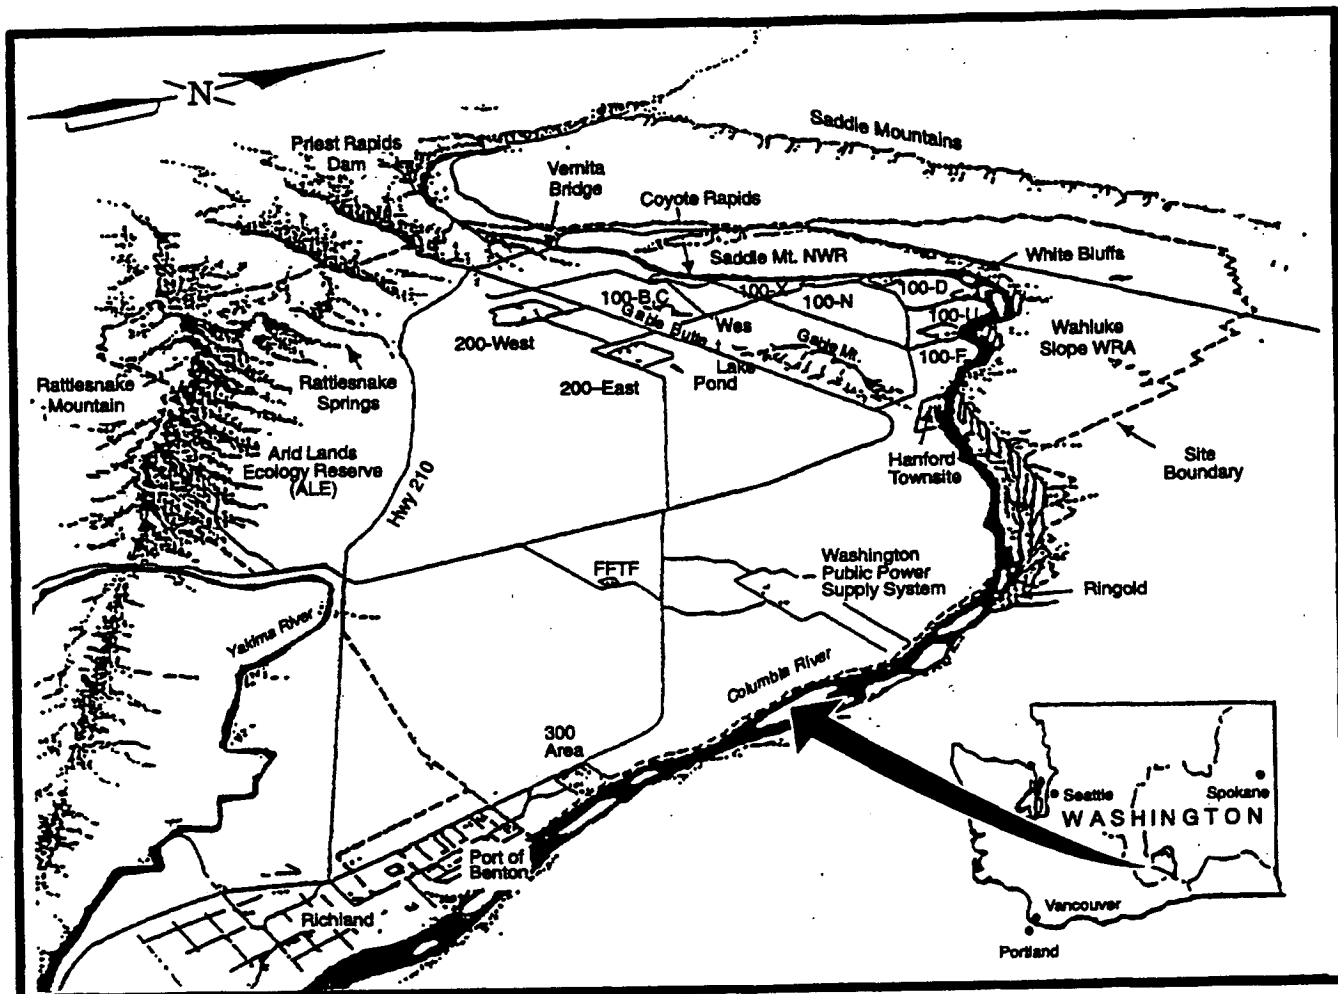 N
Saddle Mountains
Priest Rapids
Dam
Vernita
Bridge
Coyote Rapids
Saddle Mt. NWR
White Bluffs
100-B,C
100-N
100-D
100-F
200-West
200-East
Gable Butte
Gable Mt.
Wes
Lake
Pond
Wahluke
Slope WRA
Rattlesnake
Mountain
Rattlesnake
Springs
Arid Lands
Ecology Reserve
(ALE)
Hwy 210
Hanford
Townsite
Site
Boundary
FFTF
Washington
Public Power
Supply System
Ringold
Yakima River
Columbia River
300
Area
Port of
Benton
Richland
Seattle
Spokane
WASHINGTON
Vancouver
Portland